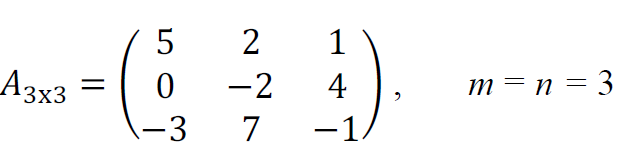 A3x3 = ( 5 2 1
0 −2 4
−3 7 −1 ), m = n = 3